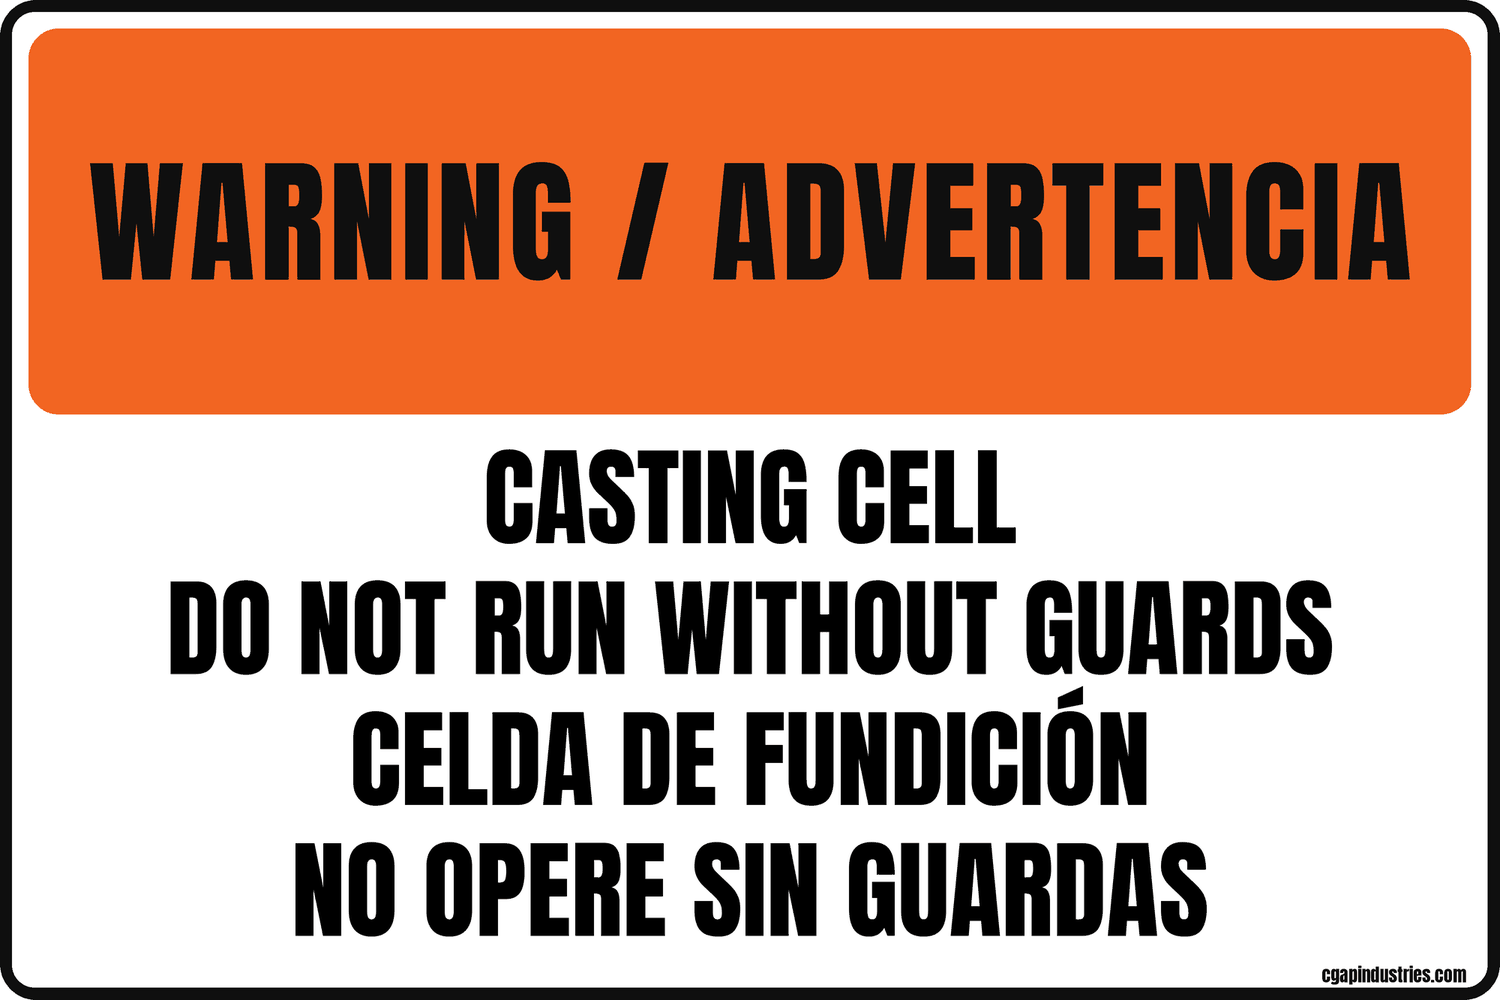 WARNING / ADVERTENCIA
CASTING CELL
DO NOT RUN WITHOUT GUARDS
CELDA DE FUNDICIÓN
NO OPERE SIN GUARDAS
cgapindustries.com